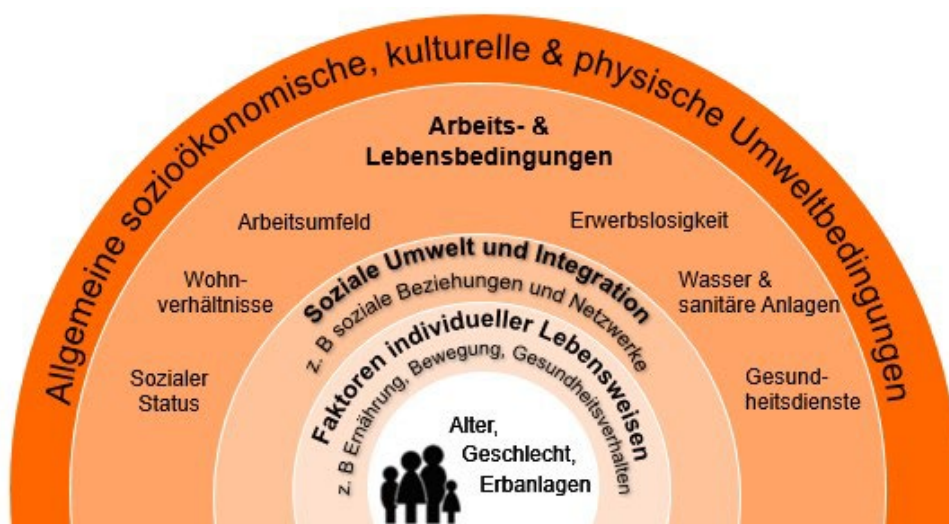 Allgemeine sozioökonomische, kulturelle & physische Umweltbedingungen
Arbeits- &
Lebensbedingungen
Arbeitsumfeld
Erwerbslosigkeit
Wohn-
verhältnisse
Wasser &
sanitäre Anlagen
Sozialer
Status
Gesund-
heitsdienste
Soziale Umwelt und Integration
z. B soziale Beziehungen und Netzwerke
Faktoren individueller Lebensweisen
z. B Ernährung, Bewegung, Gesundheitsverhalten
Alter,
Geschlecht,
Erbanlagen